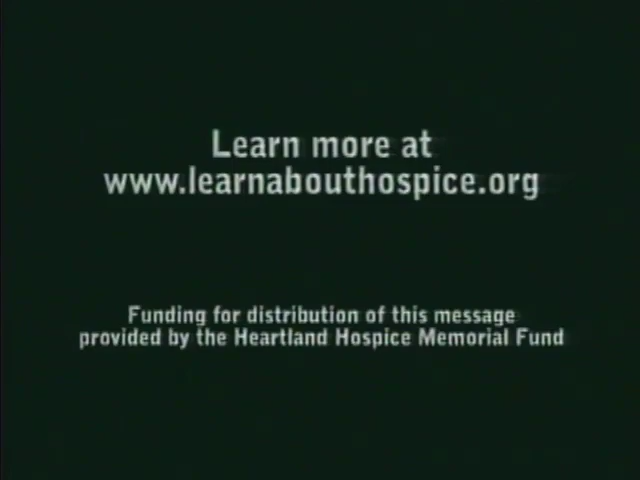 Learn more at
www.learnabouthospice.org
Funding for distribution of this message
provided by the Heartland Hospice Memorial Fund